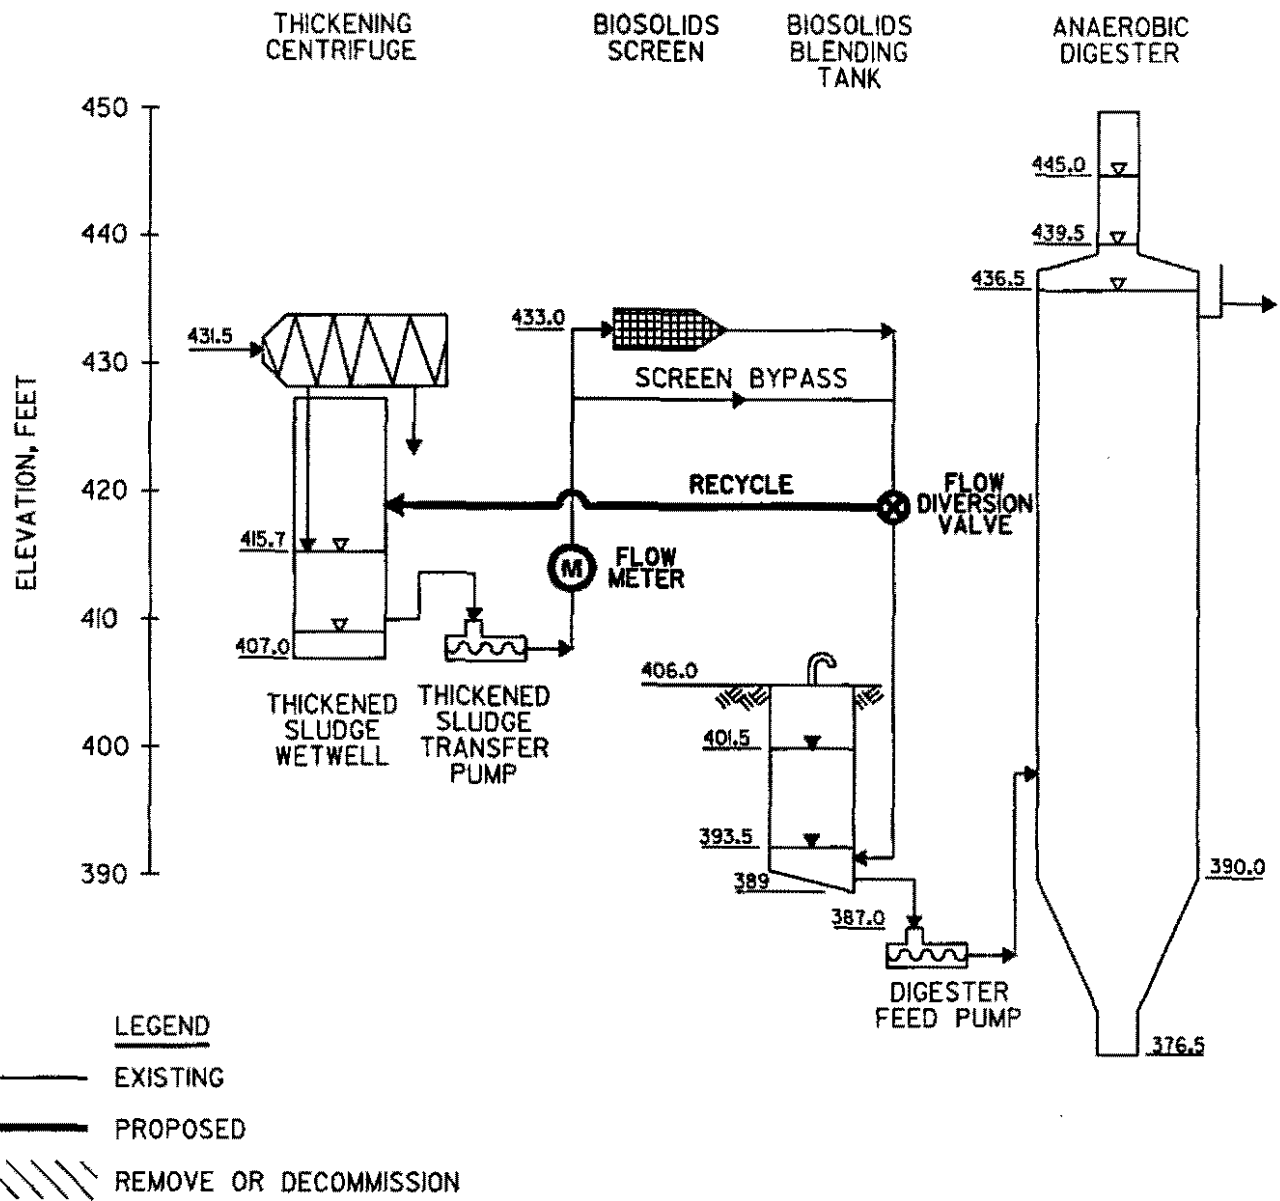 THICKENING
CENTRIFUGE
BIOSOLIDS
SCREEN
BIOSOLIDS
BLENDING
TANK
ANAEROBIC
DIGESTER
450
440
430
420
410
400
390
ELEVATION, FEET
445.0
439.5
436.5
433.0
431.5
SCREEN BYPASS
RECYCLE
FLOW
DIVERSION
VALVE
415.7
M
FLOW
METER
407.0
406.0
THICKENED
SLUDGE
WETWELL
THICKENED
SLUDGE
TRANSFER
PUMP
401.5
393.5
389
387.0
390.0
DIGESTER
FEED PUMP
376.5
LEGEND
EXISTING
PROPOSED
REMOVE OR DECOMMISSION